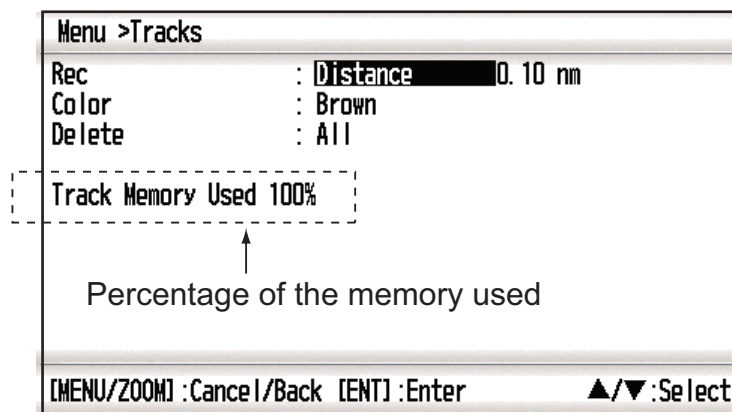 Menu >Tracks
Rec : Distance 0.10 nm
Color : Brown
Delete : All
Track Memory Used 100%
Percentage of the memory used
[MENU/ZOOM]:Cancel/Back [ENT]:Enter ▲/▼:Select